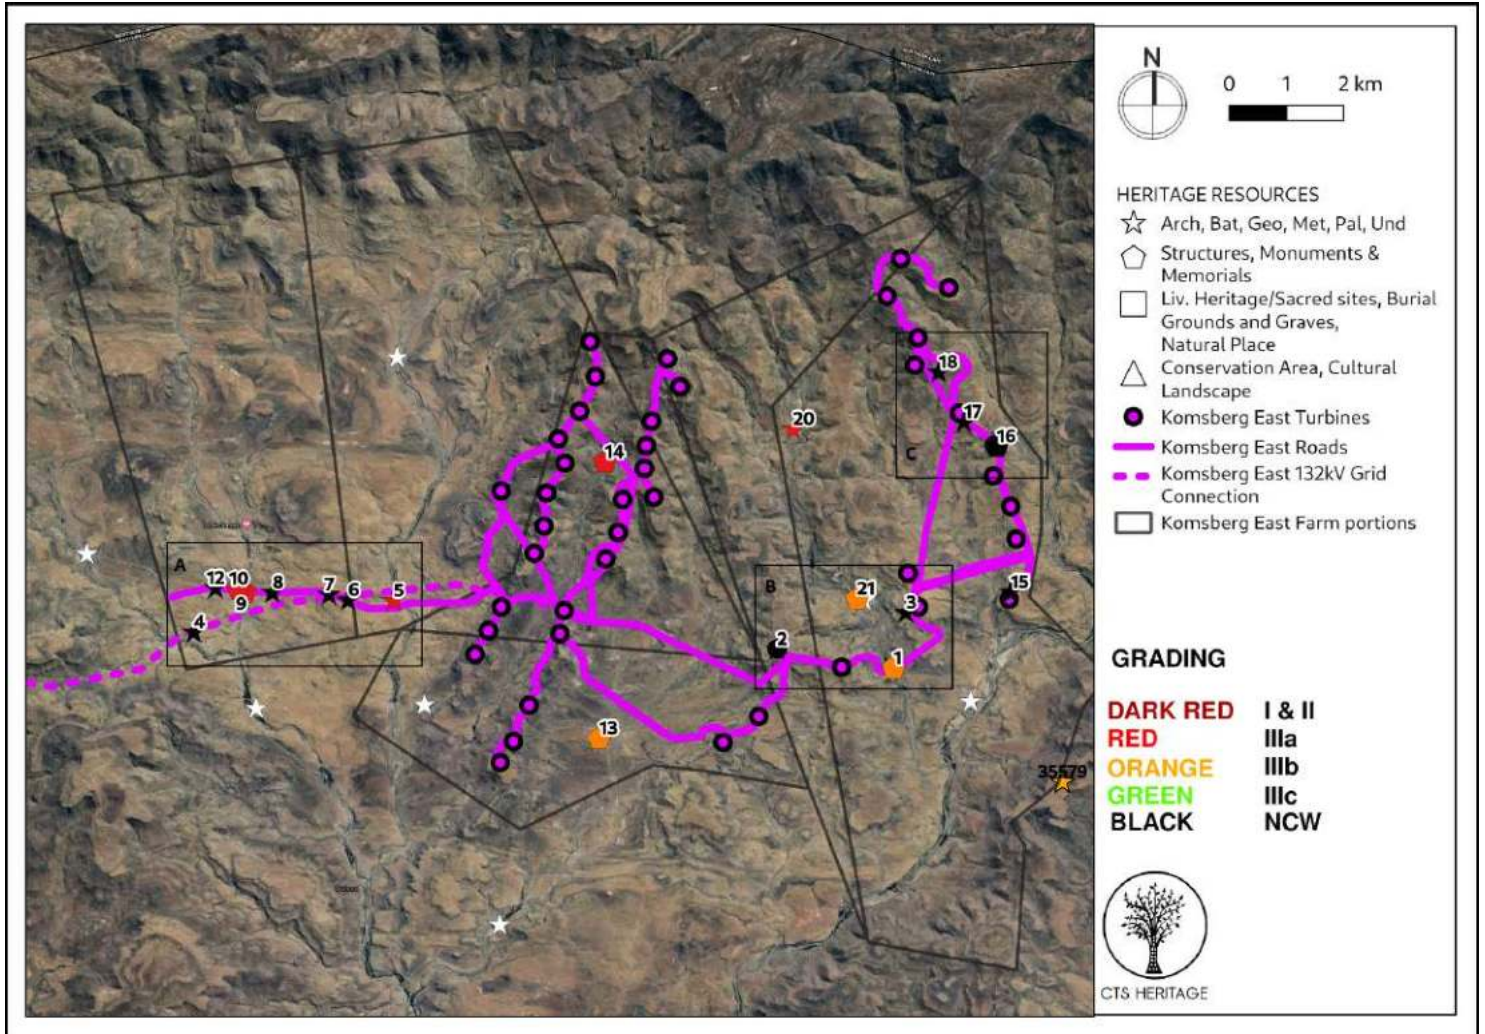 N
0 1 2 km
HERITAGE RESOURCES
Arch, Bat, Geo, Met, Pal, Und
Structures, Monuments &
Memorials
Liv. Heritage/Sacred sites, Burial
Grounds and Graves,
Natural Place
Conservation Area, Cultural
Landscape
Komsberg East Turbines
Komsberg East Roads
Komsberg East 132kV Grid
Connection
Komsberg East Farm portions
GRADING
DARK RED I & II
RED IIIa
ORANGE IIIb
GREEN IIIc
BLACK NCW
CTS HERITAGE
18
17
20
16
14
C
A
12
10
8
7
6
5
9
4
B
21
3
15
2
1
13
35579